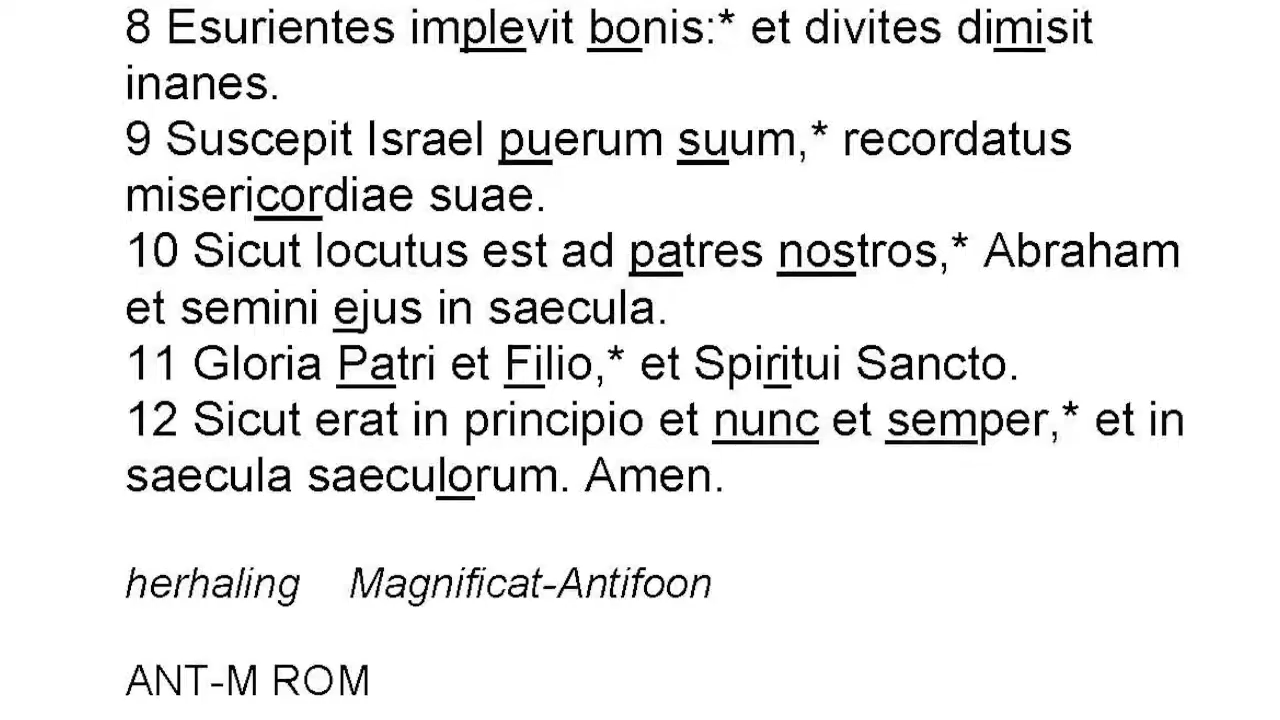 8 Esurientes implevit bonis:* et divites dimisit
inanes.
9 Suscepit Israel puerum suum,* recordatus
misericordiae suae.
10 Sicut locutus est ad patres nostros,* Abraham
et semini ejus in saecula.
11 Gloria Patri et Filio,* et Spiritui Sancto.
12 Sicut erat in principio et nunc et semper,* et in
saecula saeculorum. Amen.
herhaling Magnificat-Antifoon
ANT-M ROM